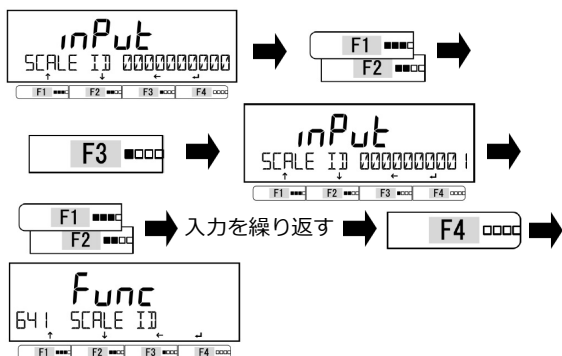 inPut
SCALE ID 0000000000
↑ ↓ ← ↵
F1 F2 F3 F4
F1
F2
F3
inPut
SCALE ID 0000000001
↑ ↓ ← ↵
F1 F2 F3 F4
F1
F2
入力を繰り返す
F4
Func
641 SCALE ID
↑ ↓ ← ↵
F1 F2 F3 F4